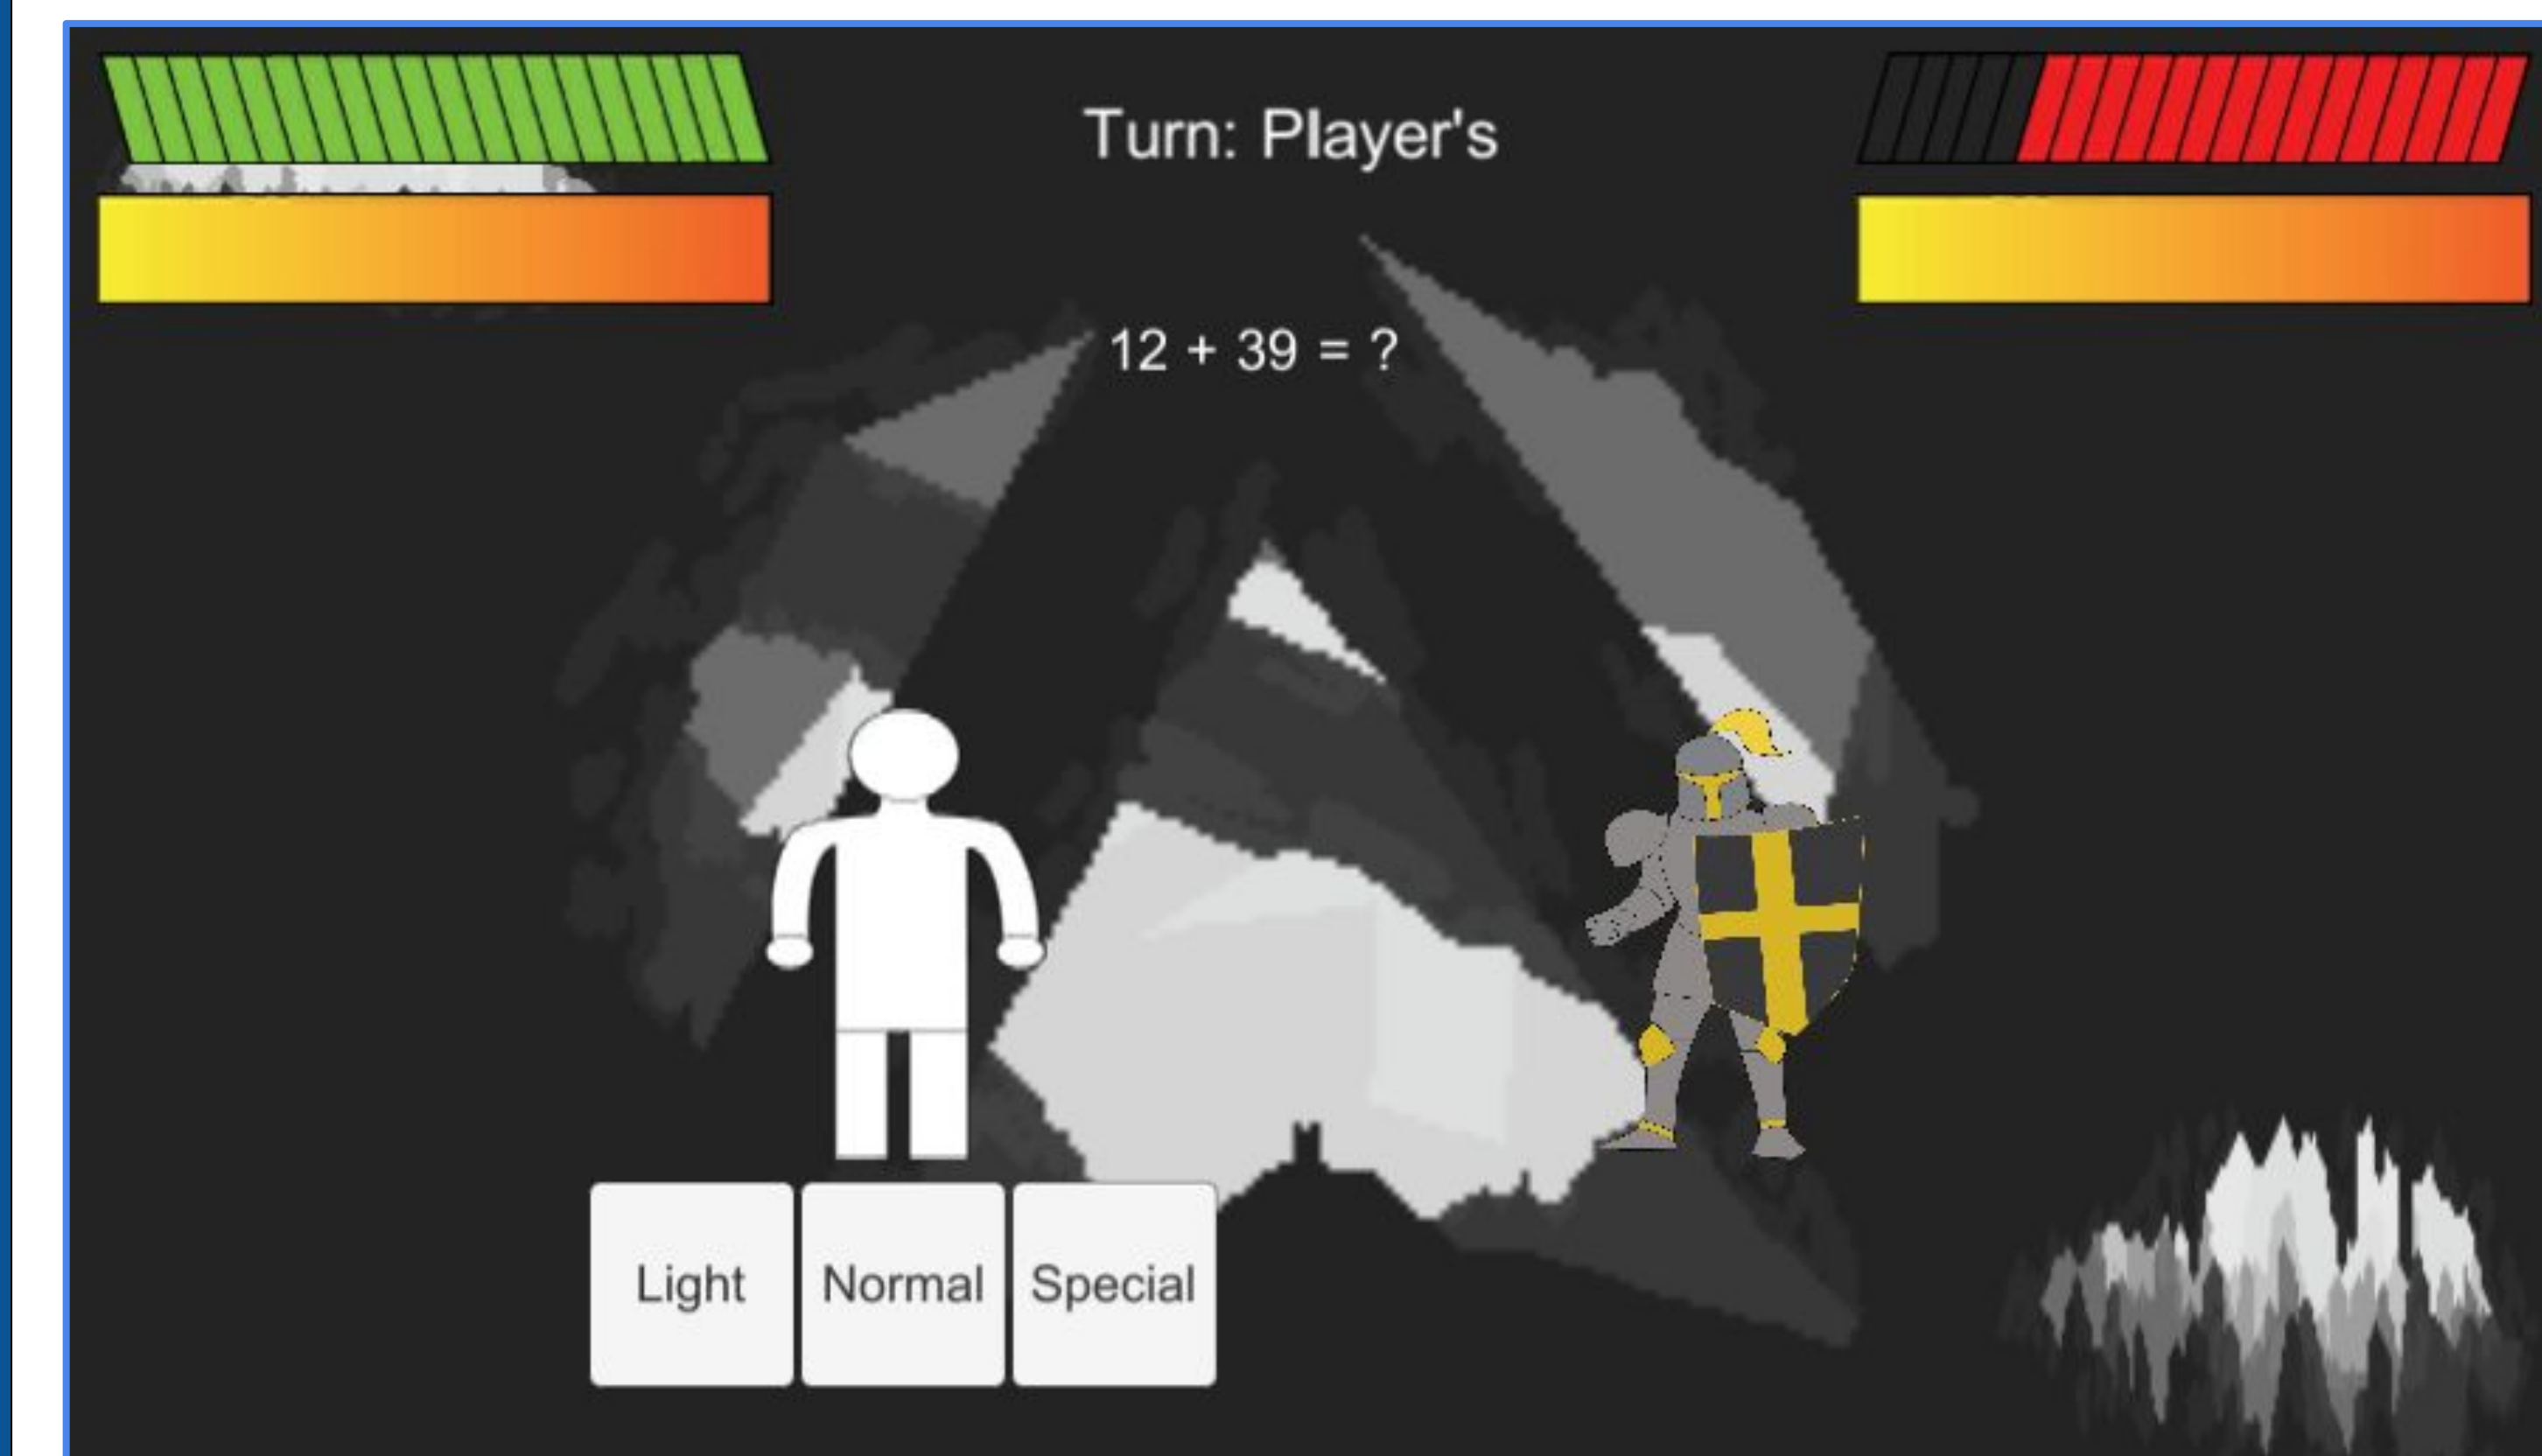 Turn: Player's
12 + 39 = ?
Light Normal Special